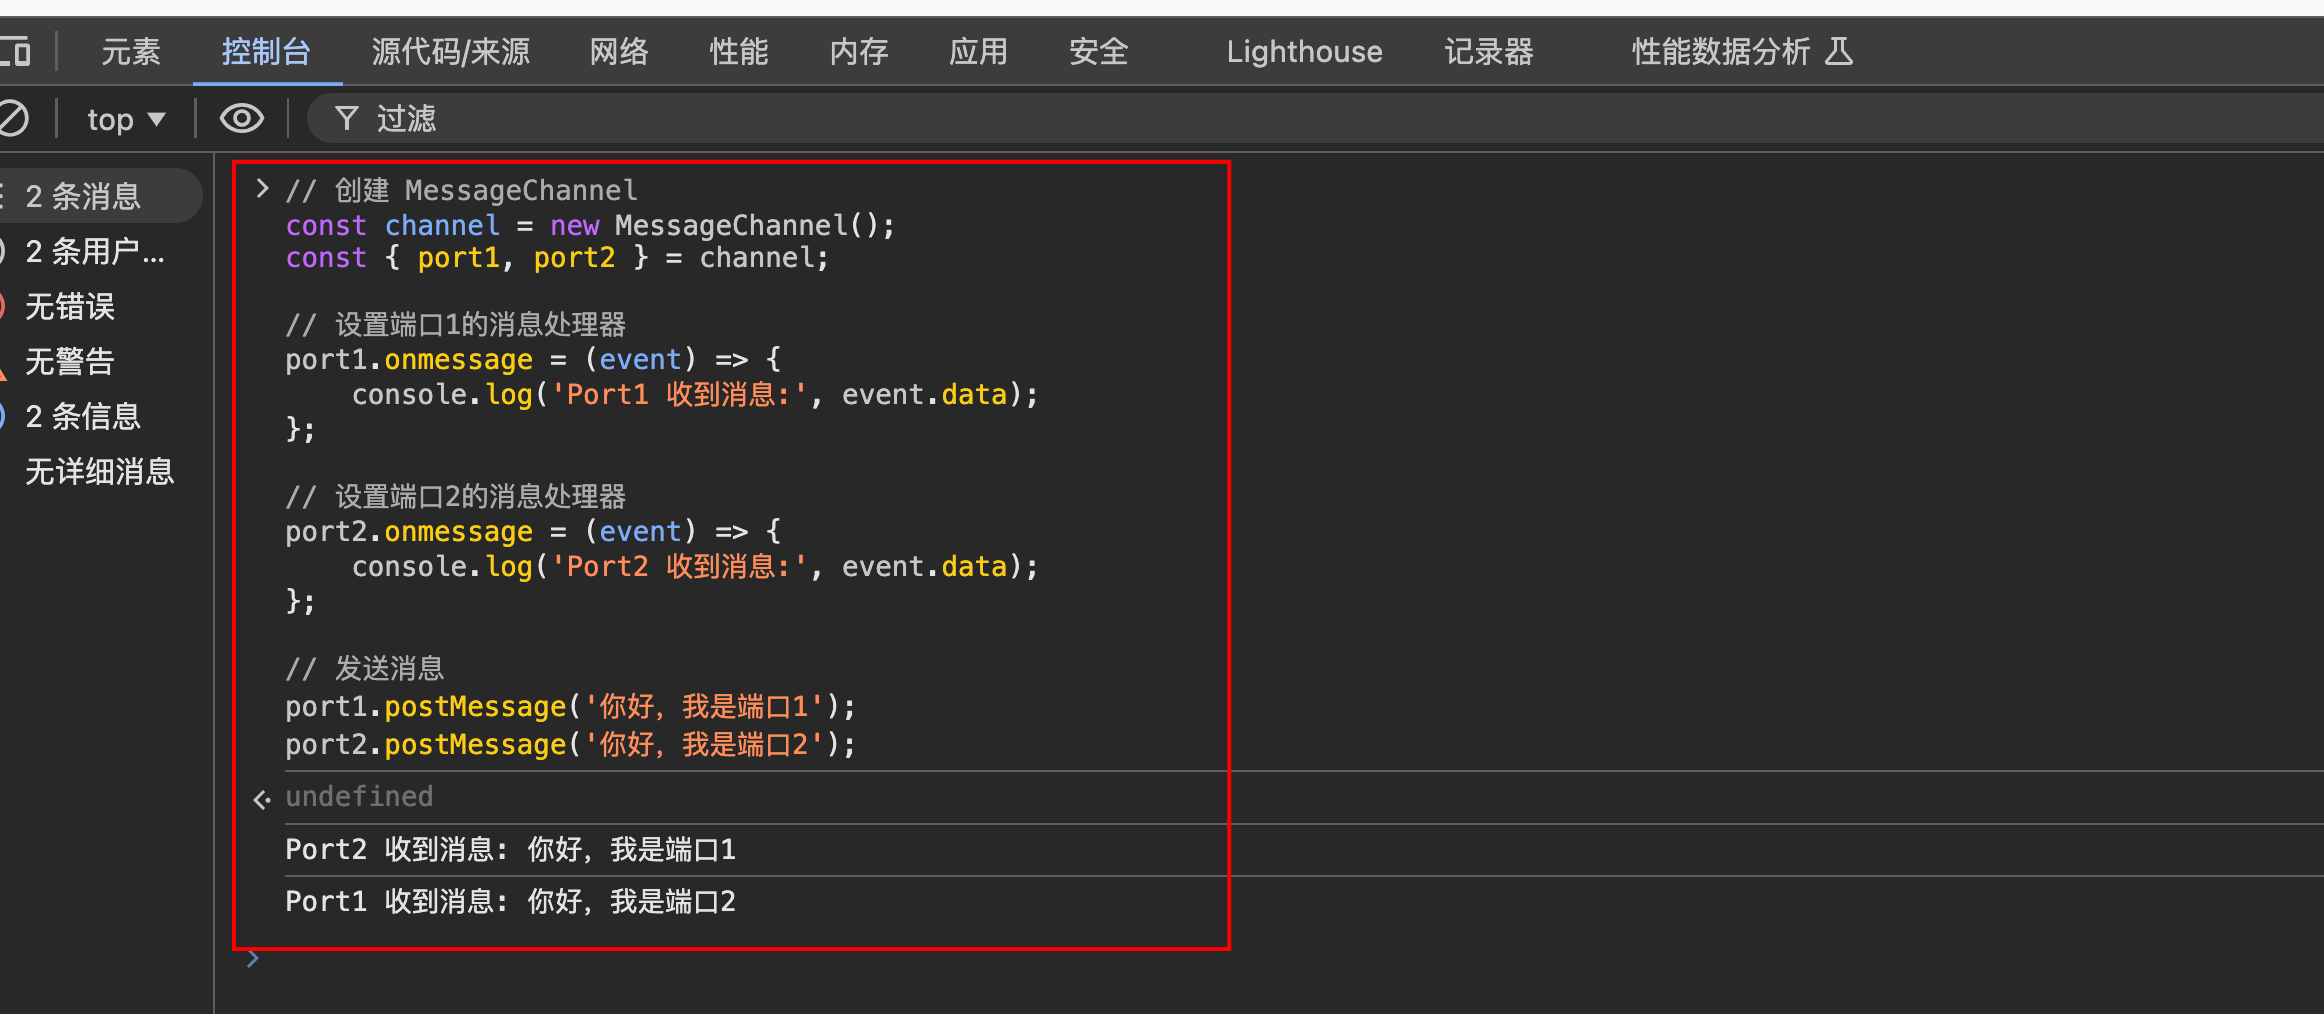 元素 控制台 源代码/来源 网络 性能 内存 应用 安全 Lighthouse 记录器 性能数据分析
top 过滤
2 条消息
2 条用户...
无错误
无警告
2 条信息
无详细消息
// 创建 MessageChannel
const channel = new MessageChannel();
const { port1, port2 } = channel;
// 设置端口1的消息处理器
port1.onmessage = (event) => {
    console.log('Port1 收到消息:', event.data);
};
// 设置端口2的消息处理器
port2.onmessage = (event) => {
    console.log('Port2 收到消息:', event.data);
};
// 发送消息
port1.postMessage('你好，我是端口1');
port2.postMessage('你好，我是端口2');
undefined
Port2 收到消息: 你好，我是端口1
Port1 收到消息: 你好，我是端口2